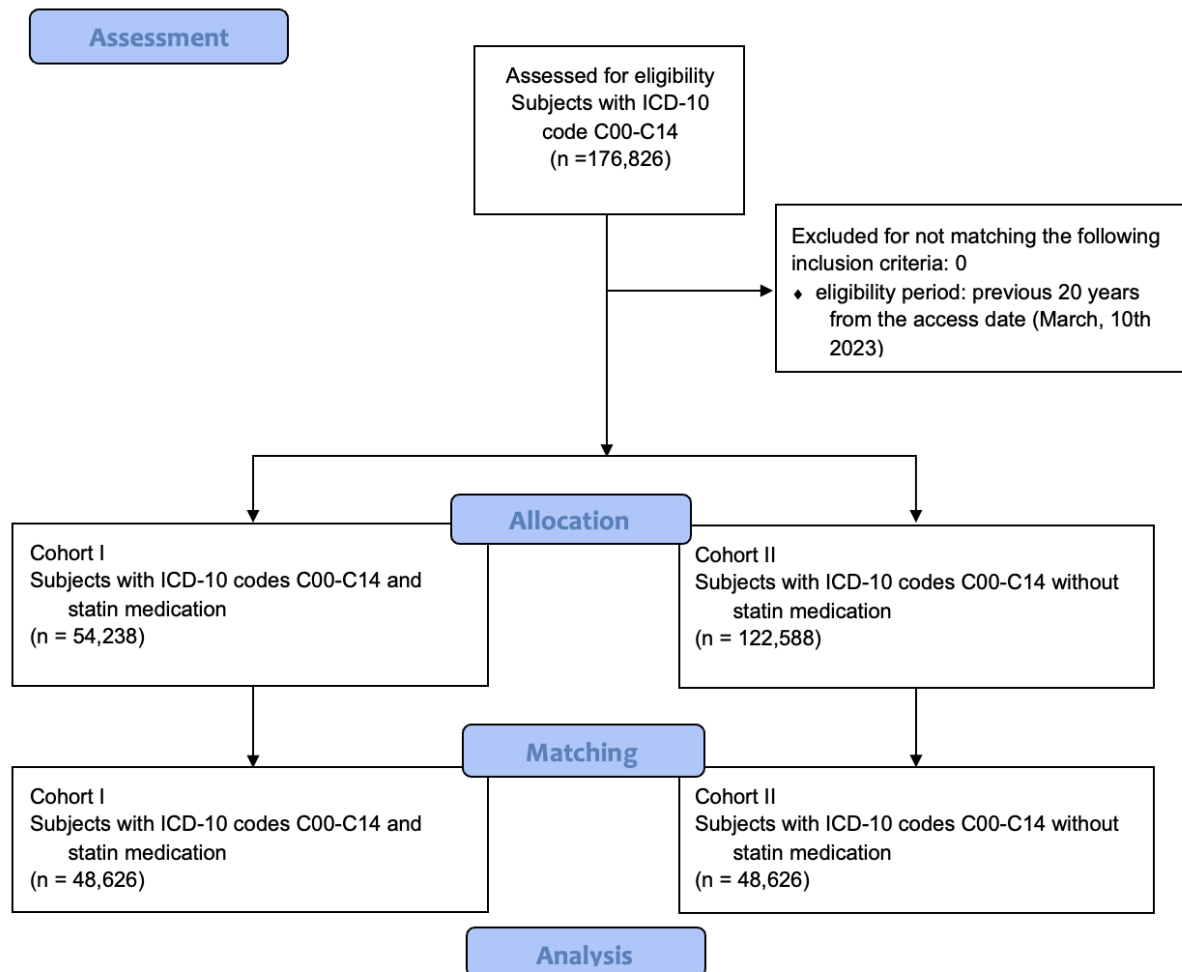 Assessment
Assessed for eligibility
Subjects with ICD-10
code C00-C14
(n =176,826)
Excluded for not matching the following
inclusion criteria: 0
♦ eligibility period: previous 20 years
from the access date (March, 10th
2023)
Allocation
Cohort I
Subjects with ICD-10 codes C00-C14 and
statin medication
(n = 54,238)
Cohort II
Subjects with ICD-10 codes C00-C14 without
statin medication
(n = 122,588)
Matching
Cohort I
Subjects with ICD-10 codes C00-C14 and
statin medication
(n = 48,626)
Cohort II
Subjects with ICD-10 codes C00-C14 without
statin medication
(n = 48,626)
Analysis